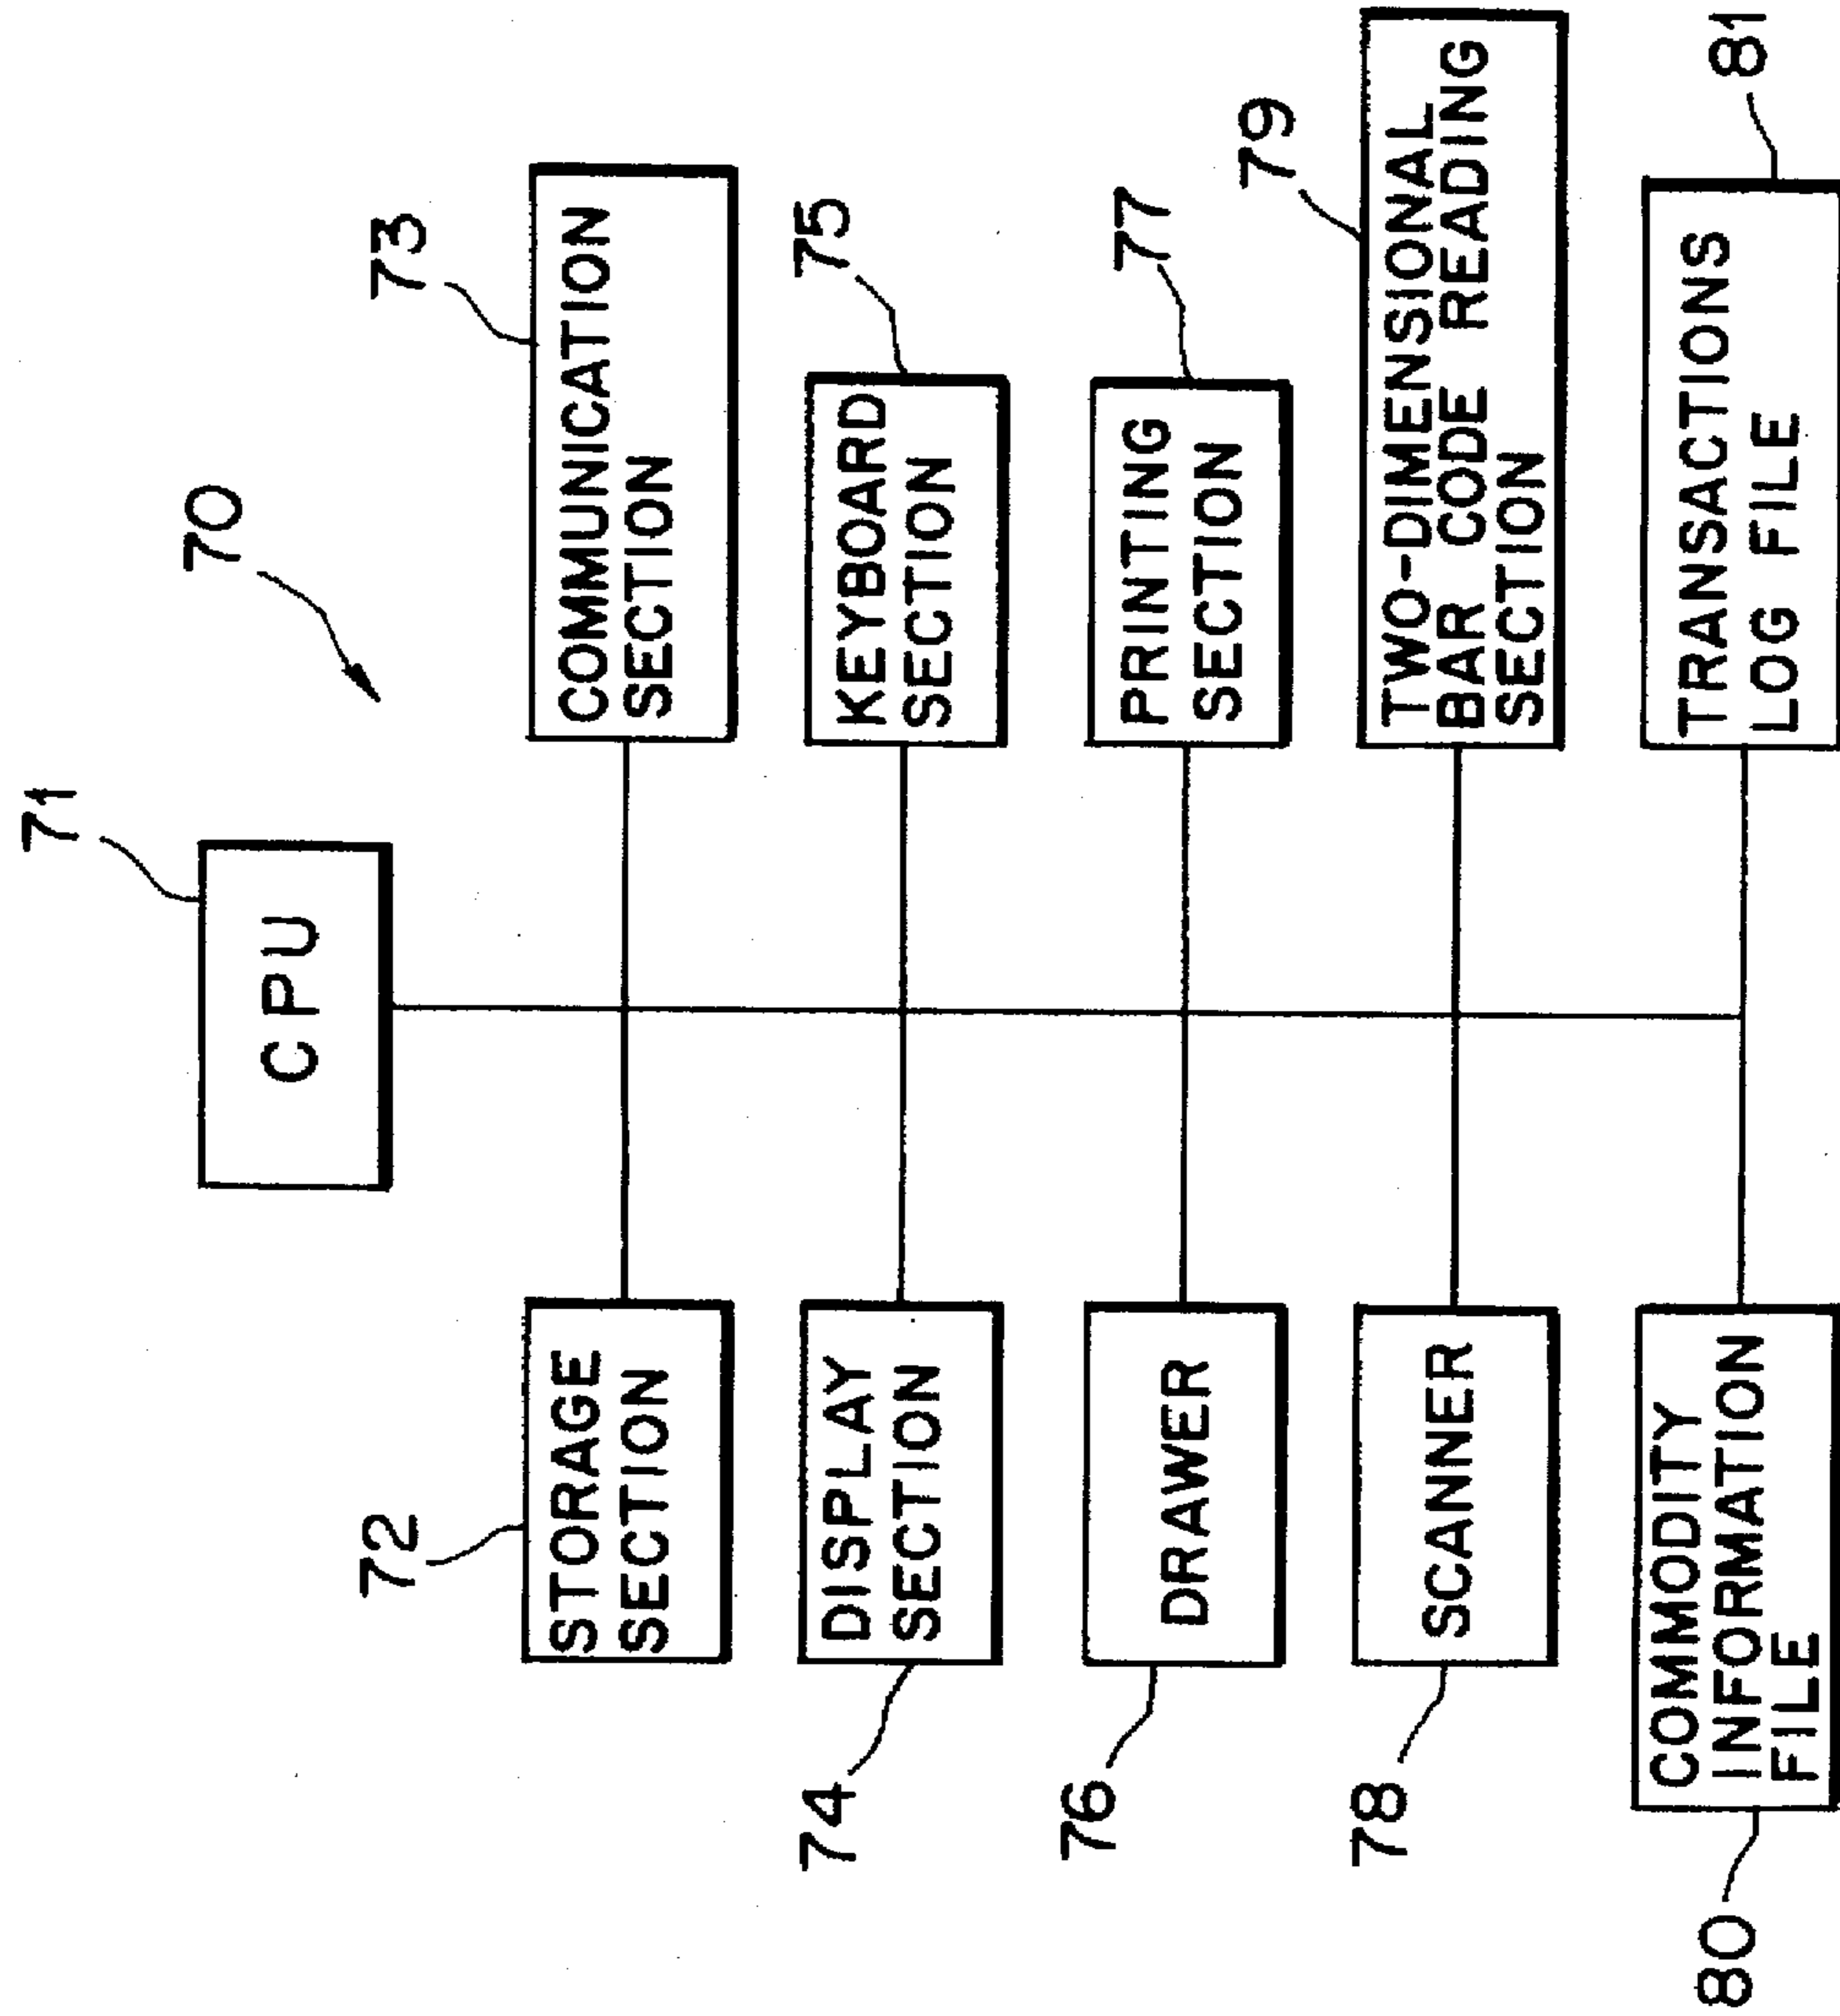 70
71
CPU
72
STORAGE
SECTION
73
COMMUNICATION
SECTION
74
DISPLAY
SECTION
75
KEYBOARD
SECTION
76
DRAWER
77
PRINTING
SECTION
78
SCANNER
79
TWO-DIMENSIONAL
BAR CODE READING
SECTION
80
COMMODITY
INFORMATION
FILE
81
TRANSACTIONS
LOG FILE